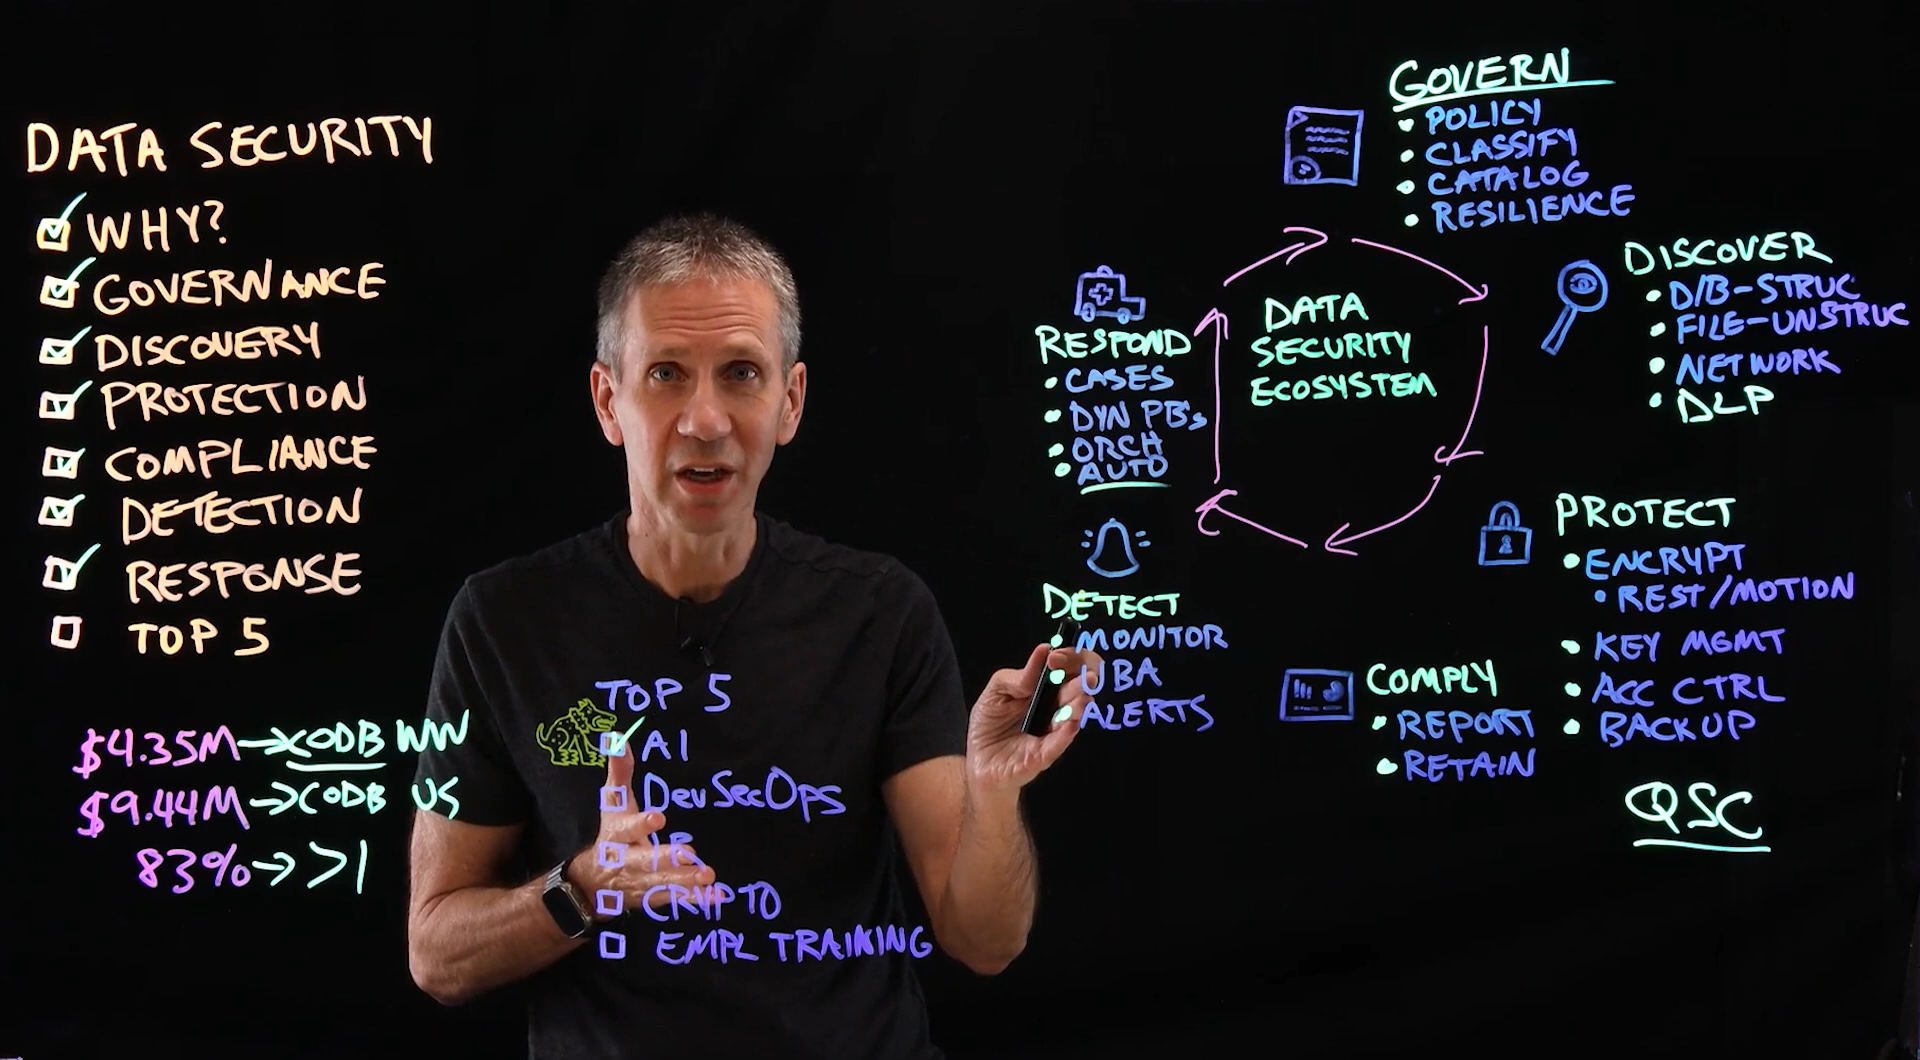 DATA SECURITY
WHY?
GOVERNANCE
DISCOVERY
PROTECTION
COMPLIANCE
DETECTION
RESPONSE
TOP 5
$4.35M→CODB WW
$9.44M→CODB US
83%→>1
TOP 5
AI
DevSecOps
IR
CRYPTO
EMPL TRAINING
DATA
SECURITY
ECOSYSTEM
GOVERN
• POLICY
• CLASSIFY
• CATALOG
• RESILIENCE
DISCOVER
• D/B-STRUC
• FILE-UNSTRUC
• NETWORK
• DLP
PROTECT
• ENCRYPT
• REST/MOTION
• KEY MGMT
• ACC CTRL
• BACKUP
QSC
COMPLY
• REPORT
• RETAIN
DETECT
• MONITOR
• UBA
• ALERTS
RESPOND
• CASES
• DYN PB's
• ORCH
• AUTO